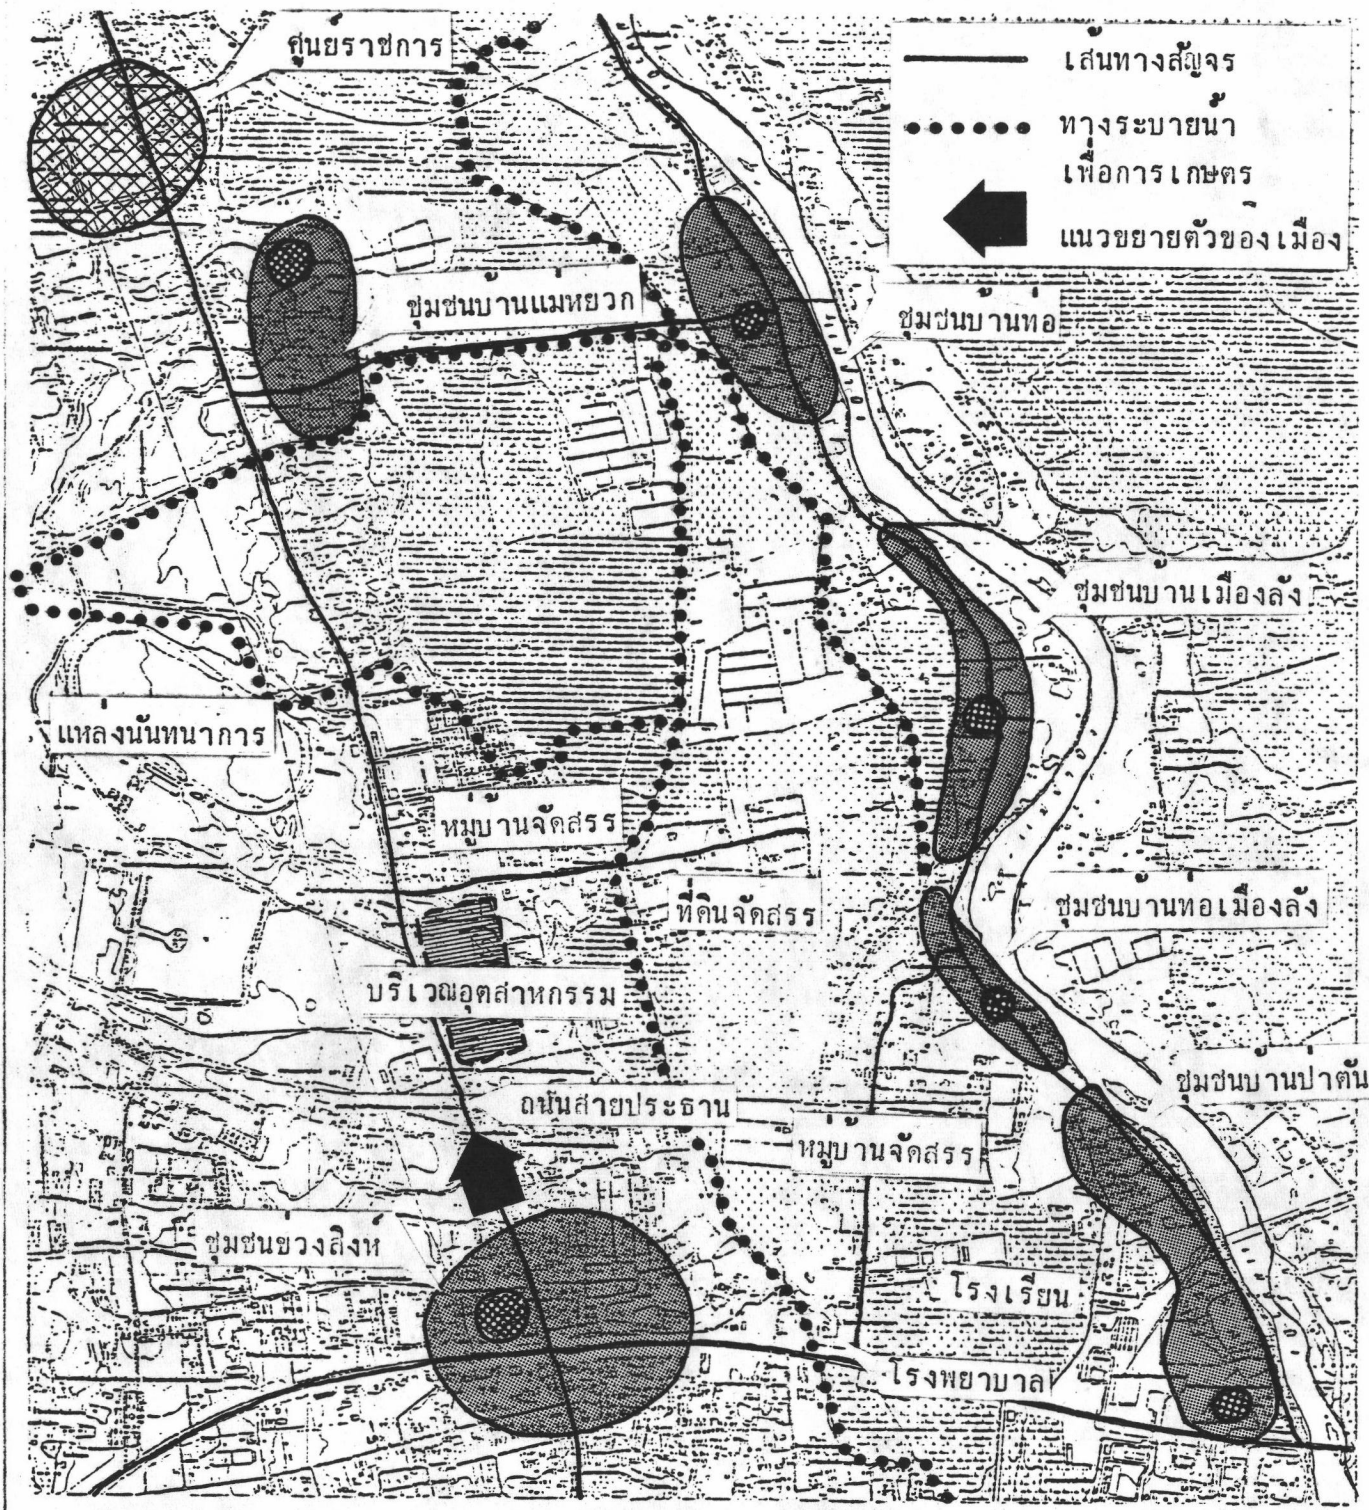 ศูนย์ราชการ
เส้นทางสัญจร
ทางระบายน้ำ
เพื่อการเกษตร
แนวขยายตัวของเมือง
ชุมชนบ้านแม่หยวก
ชุมชนบ้านท่อ
ชุมชนบ้านเมืองลัง
แหล่งนันทนาการ
หมู่บ้านจัดสรร
ที่ดินจัดสรร
ชุมชนบ้านท่อเมืองลัง
บริเวณอุตสาหกรรม
ชุมชนบ้านป่าตัน
ถนนสายประธาน
หมู่บ้านจัดสรร
ชุมชนขวงสิงห์
โรงเรียน
โรงพยาบาล